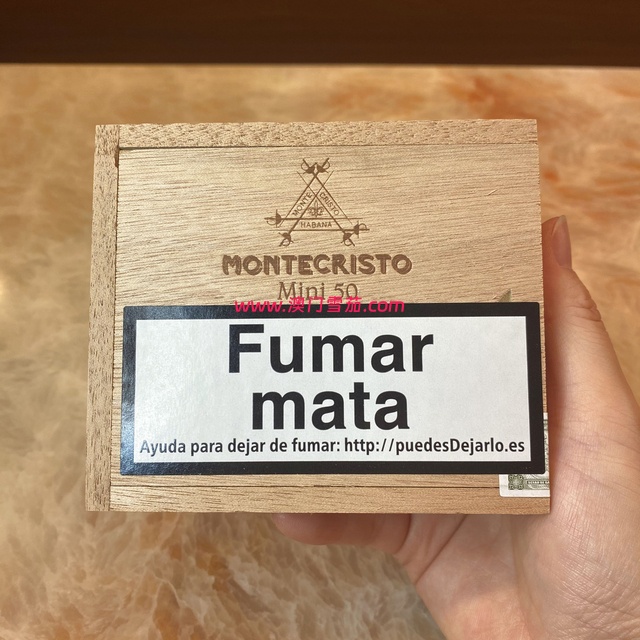 MONTE
CRISTO
HABANA
MONTECRISTO
Mini 50
www.澳门雪茄.com
Fumar
mata
Ayuda para dejar de fumar: http://puedesDejarlo.es